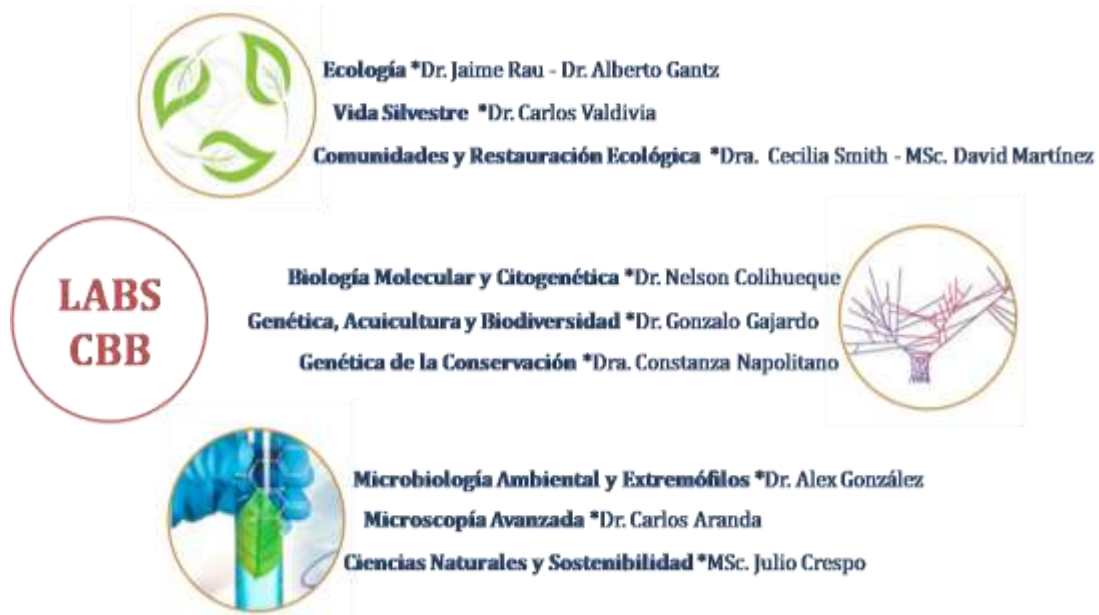 Ecología *Dr. Jaime Rau - Dr. Alberto Gantz
Vida Silvestre *Dr. Carlos Valdivia
Comunidades y Restauración Ecológica *Dra. Cecilia Smith - MSc. David Martínez
LABS
CBB
Biología Molecular y Citogenética *Dr. Nelson Colihueque
Genética, Acuicultura y Biodiversidad *Dr. Gonzalo Gajardo
Genética de la Conservación *Dra. Constanza Napolitano
Microbiología Ambiental y Extremófilos *Dr. Alex González
Microscopía Avanzada *Dr. Carlos Aranda
Ciencias Naturales y Sostenibilidad *MSc. Julio Crespo